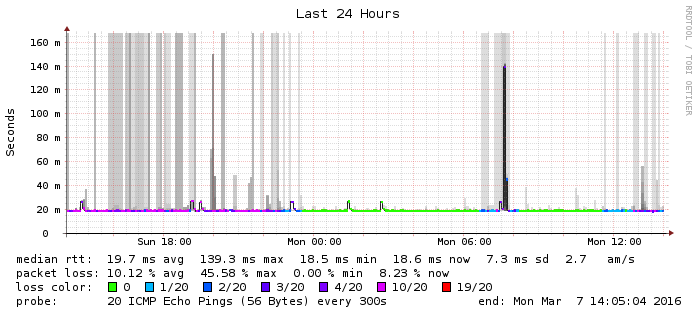 Last 24 Hours
RRDTOOL / TOBI OETIKER
Seconds
160 m
140 m
120 m
100 m
80 m
60 m
40 m
20 m
0
Sun 18:00 Mon 00:00 Mon 06:00 Mon 12:00
median rtt: 19.7 ms avg 139.3 ms max 18.5 ms min 18.6 ms now 7.3 ms sd 2.7 am/s
packet loss: 10.12 % avg 45.58 % max 0.00 % min 8.23 % now
loss color: 0 1/20 2/20 3/20 4/20 10/20 19/20
probe: 20 ICMP Echo Pings (56 Bytes) every 300s end: Mon Mar 7 14:05:04 2016